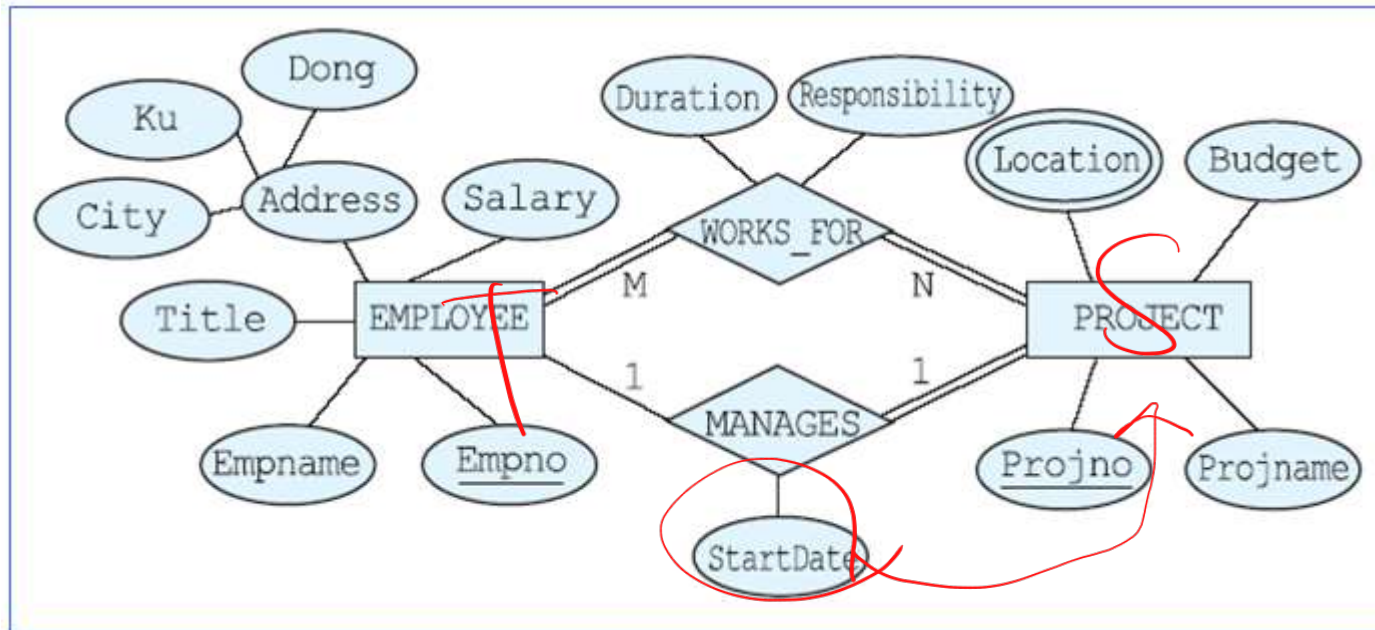 Dong
Ku
Duration
Responsibility
Location
Budget
City
Address
Salary
WORKS_FOR
M
N
Title
EMPLOYEE
T
PROJECT
S
1
1
MANAGES
Empname
Empno
Projno
Projname
StartDate